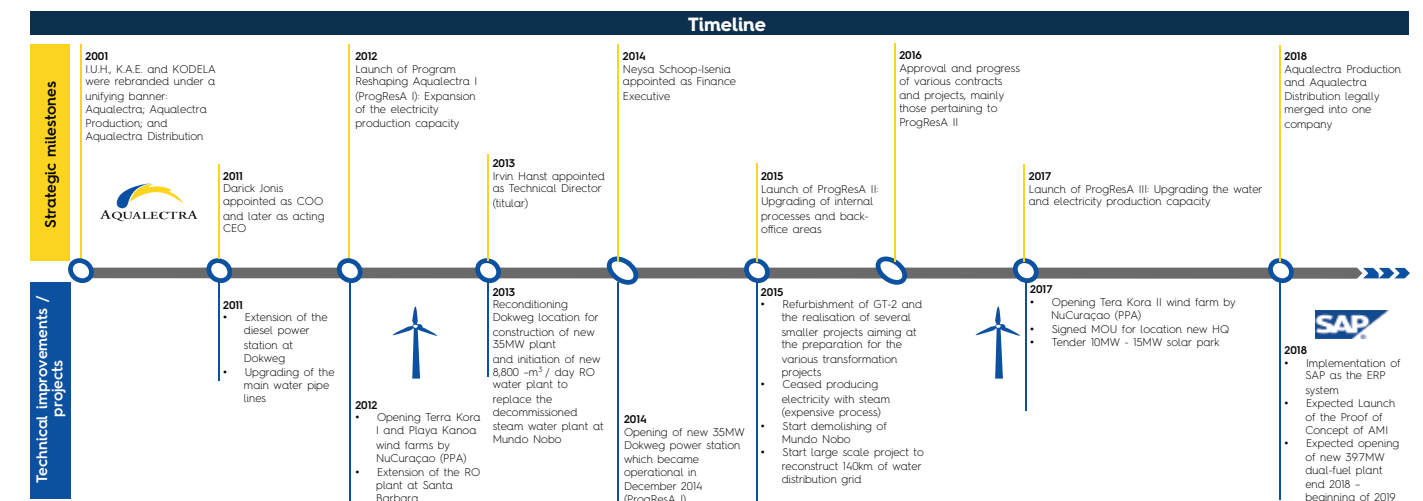 Timeline
Strategic milestones
2001
I.U.H., K.A.E. and KODELA
were rebranded under a
unifying banner:
Aqualectra; Aqualectra
Production; and
Aqualectra Distribution
AQUALECTRA
2011
Darick Jonis
appointed as COO
and later as acting
CEO
2012
Launch of Program
Reshaping Aqualectra I
(ProgResA I): Expansion
of the electricity
production capacity
2013
Irvin Hanst appointed
as Technical Director
(titular)
2014
Neysa Schoop-Isenia
appointed as Finance
Executive
2015
Launch of ProgResA II:
Upgrading of internal
processes and back-
office areas
2016
Approval and progress
of various contracts
and projects, mainly
those pertaining to
ProgResA II
2017
Launch of ProgResA III: Upgrading the water
and electricity production capacity
2018
Aqualectra Production
and Aqualectra
Distribution legally
merged into one
company
Technical improvements /
projects
2011
• Extension of the
diesel power
station at
Dokweg
• Upgrading of the
main water pipe
lines
2012
• Opening Terra Kora
I and Playa Kanoa
wind farms by
NuCuraçao (PPA)
• Extension of the RO
plant at Santa
Barbara
2013
Reconditioning
Dokweg location for
construction of new
35MW plant
and initiation of new
8,800 -m³ / day RO
water plant to
replace the
decommissioned
steam water plant at
Mundo Nobo
2014
Opening of new 35MW
Dokweg power station
which became
operational in
December 2014
(ProgResA I)
2015
• Refurbishment of GT-2 and
the realisation of several
smaller projects aiming at
the preparation for the
various transformation
projects
• Ceased producing
electricity with steam
(expensive process)
• Start demolishing of
Mundo Nobo
• Start large scale project to
reconstruct 140km of water
distribution grid
2017
• Opening Tera Kora II wind farm by
NuCuraçao (PPA)
• Signed MOU for location new HQ
• Tender 10MW - 15MW solar park
SAP
2018
• Implementation of
SAP as the ERP
system
• Expected Launch
of the Proof of
Concept of AMI
• Expected opening
of new 39.7MW
dual-fuel plant
end 2018 –
beginning of 2019